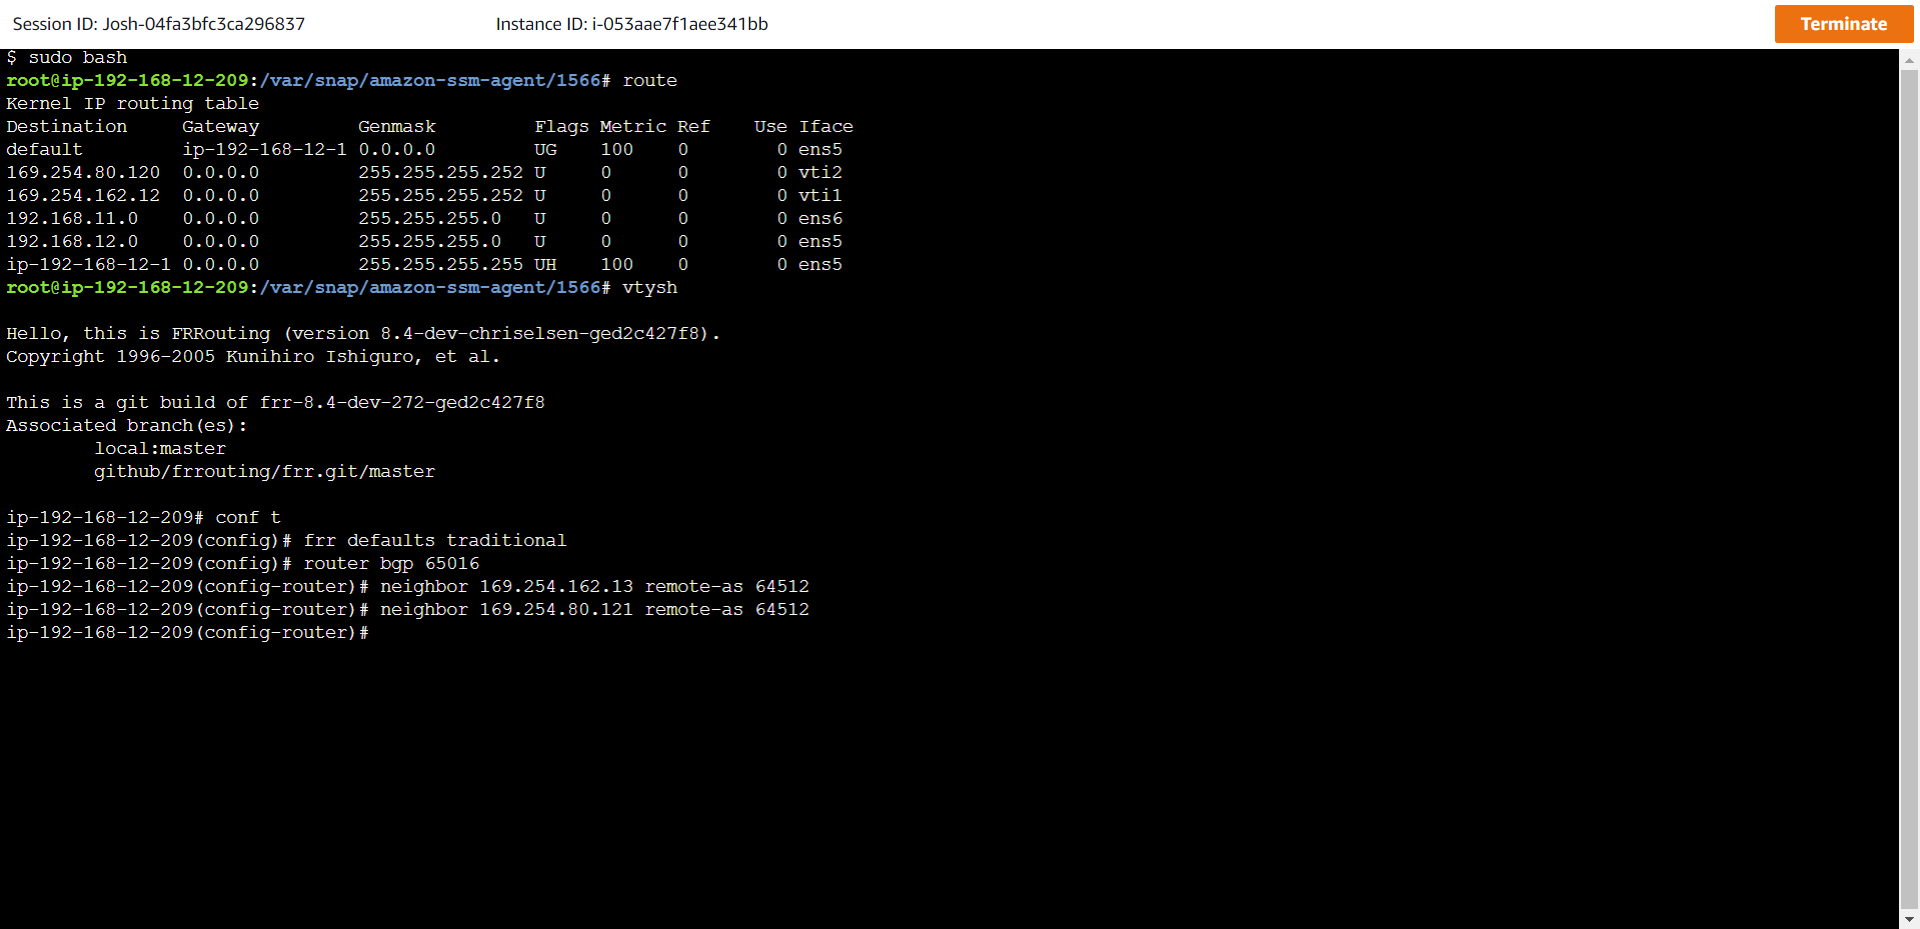 Session ID: Josh-04fa3bfc3ca296837 Instance ID: i-053aae7f1aee341bb Terminate
$ sudo bash
root@ip-192-168-12-209:/var/snap/amazon-ssm-agent/1566# route
Kernel IP routing table
Destination     Gateway         Genmask         Flags Metric Ref    Use Iface
default         ip-192-168-12-1 0.0.0.0         UG    100    0        0 ens5
169.254.80.120  0.0.0.0         255.255.255.252 U     0      0        0 vti2
169.254.162.12  0.0.0.0         255.255.255.252 U     0      0        0 vti1
192.168.11.0    0.0.0.0         255.255.255.0   U     0      0        0 ens6
192.168.12.0    0.0.0.0         255.255.255.0   U     0      0        0 ens5
ip-192-168-12-1 0.0.0.0         255.255.255.255 UH    100    0        0 ens5
root@ip-192-168-12-209:/var/snap/amazon-ssm-agent/1566# vtysh
Hello, this is FRRouting (version 8.4-dev-chriselsen-ged2c427f8).
Copyright 1996-2005 Kunihiro Ishiguro, et al.
This is a git build of frr-8.4-dev-272-ged2c427f8
Associated branch(es):
        local:master
        github/frrouting/frr.git/master
ip-192-168-12-209# conf t
ip-192-168-12-209(config)# frr defaults traditional
ip-192-168-12-209(config)# router bgp 65016
ip-192-168-12-209(config-router)# neighbor 169.254.162.13 remote-as 64512
ip-192-168-12-209(config-router)# neighbor 169.254.80.121 remote-as 64512
ip-192-168-12-209(config-router)#